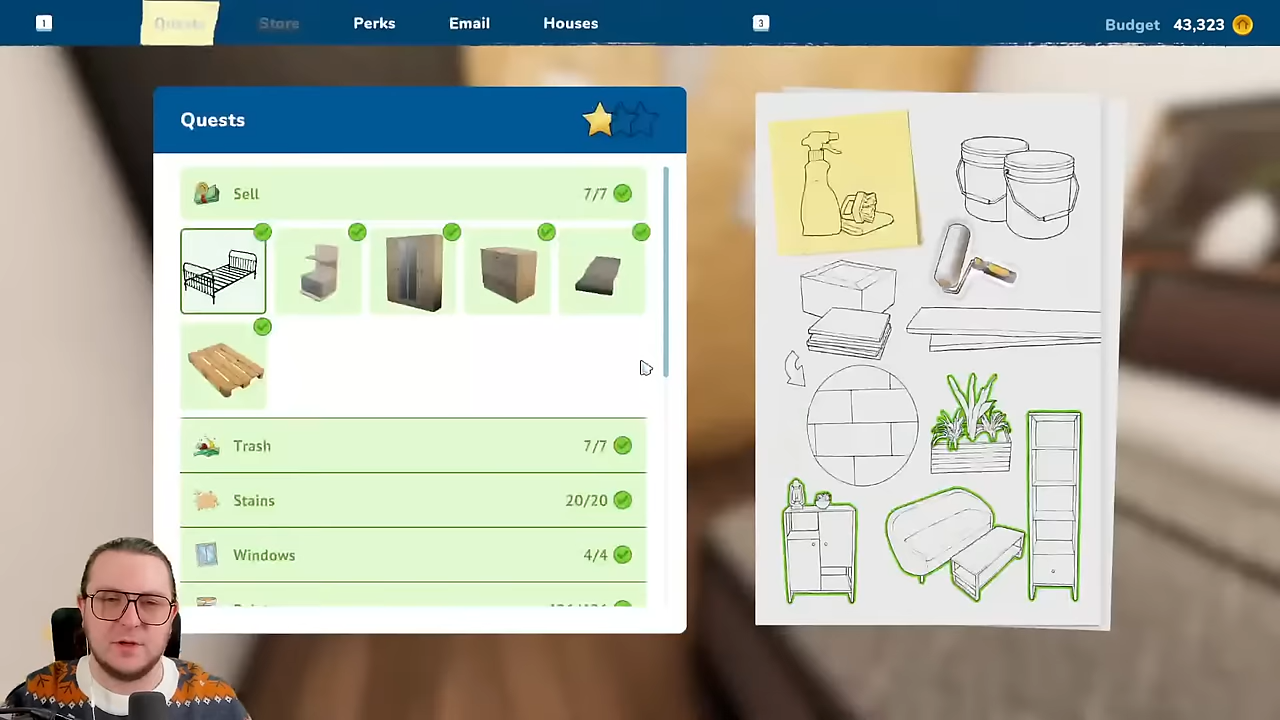 1
Quests
Store
Perks
Email
Houses
3
Budget 43,323
Quests
Sell 7/7
Trash 7/7
Stains 20/20
Windows 4/4